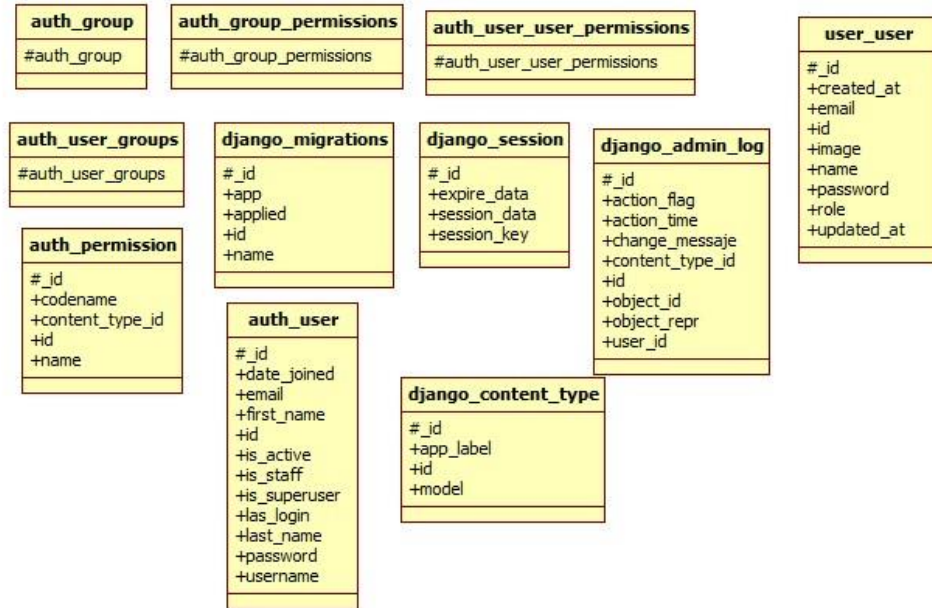 auth_group
#auth_group
auth_group_permissions
#auth_group_permissions
auth_user_user_permissions
#auth_user_user_permissions
user_user
#_id
+created_at
+email
+id
+image
+name
+password
+role
+updated_at
auth_user_groups
#auth_user_groups
django_migrations
#_id
+app
+applied
+id
+name
django_session
#_id
+expire_data
+session_data
+session_key
django_admin_log
#_id
+action_flag
+action_time
+change_messaje
+content_type_id
+id
+object_id
+object_repr
+user_id
auth_permission
#_id
+codename
+content_type_id
+id
+name
auth_user
#_id
+date_joined
+email
+first_name
+id
+is_active
+is_staff
+is_superuser
+las_login
+last_name
+password
+username
django_content_type
#_id
+app_label
+id
+model